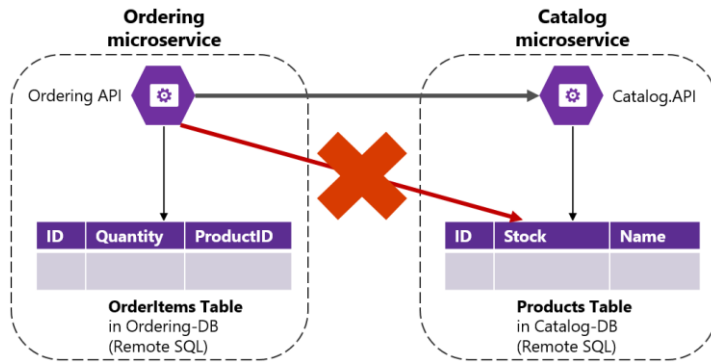 Ordering
microservice
Catalog
microservice
Ordering API
Catalog.API
ID Quantity ProductID
ID Stock Name
OrderItems Table
in Ordering-DB
(Remote SQL)
Products Table
in Catalog-DB
(Remote SQL)